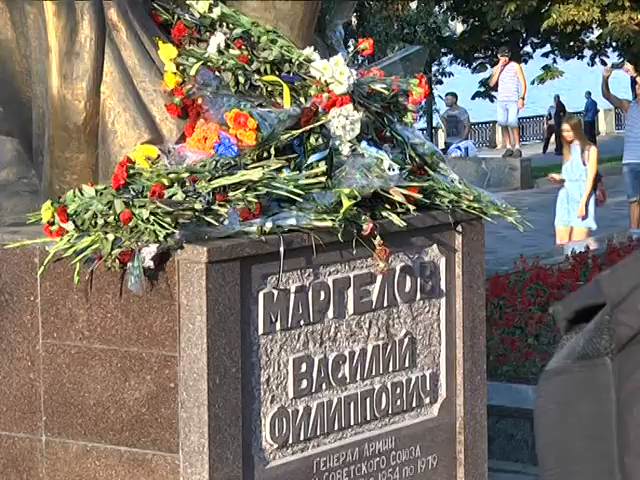 МАРГЕЛОВ
ВАСИЛИЙ
ФИЛИППОВИЧ
ГЕНЕРАЛ АРМИИ
СОВЕТСКОГО СОЮЗА
1954 по 1979